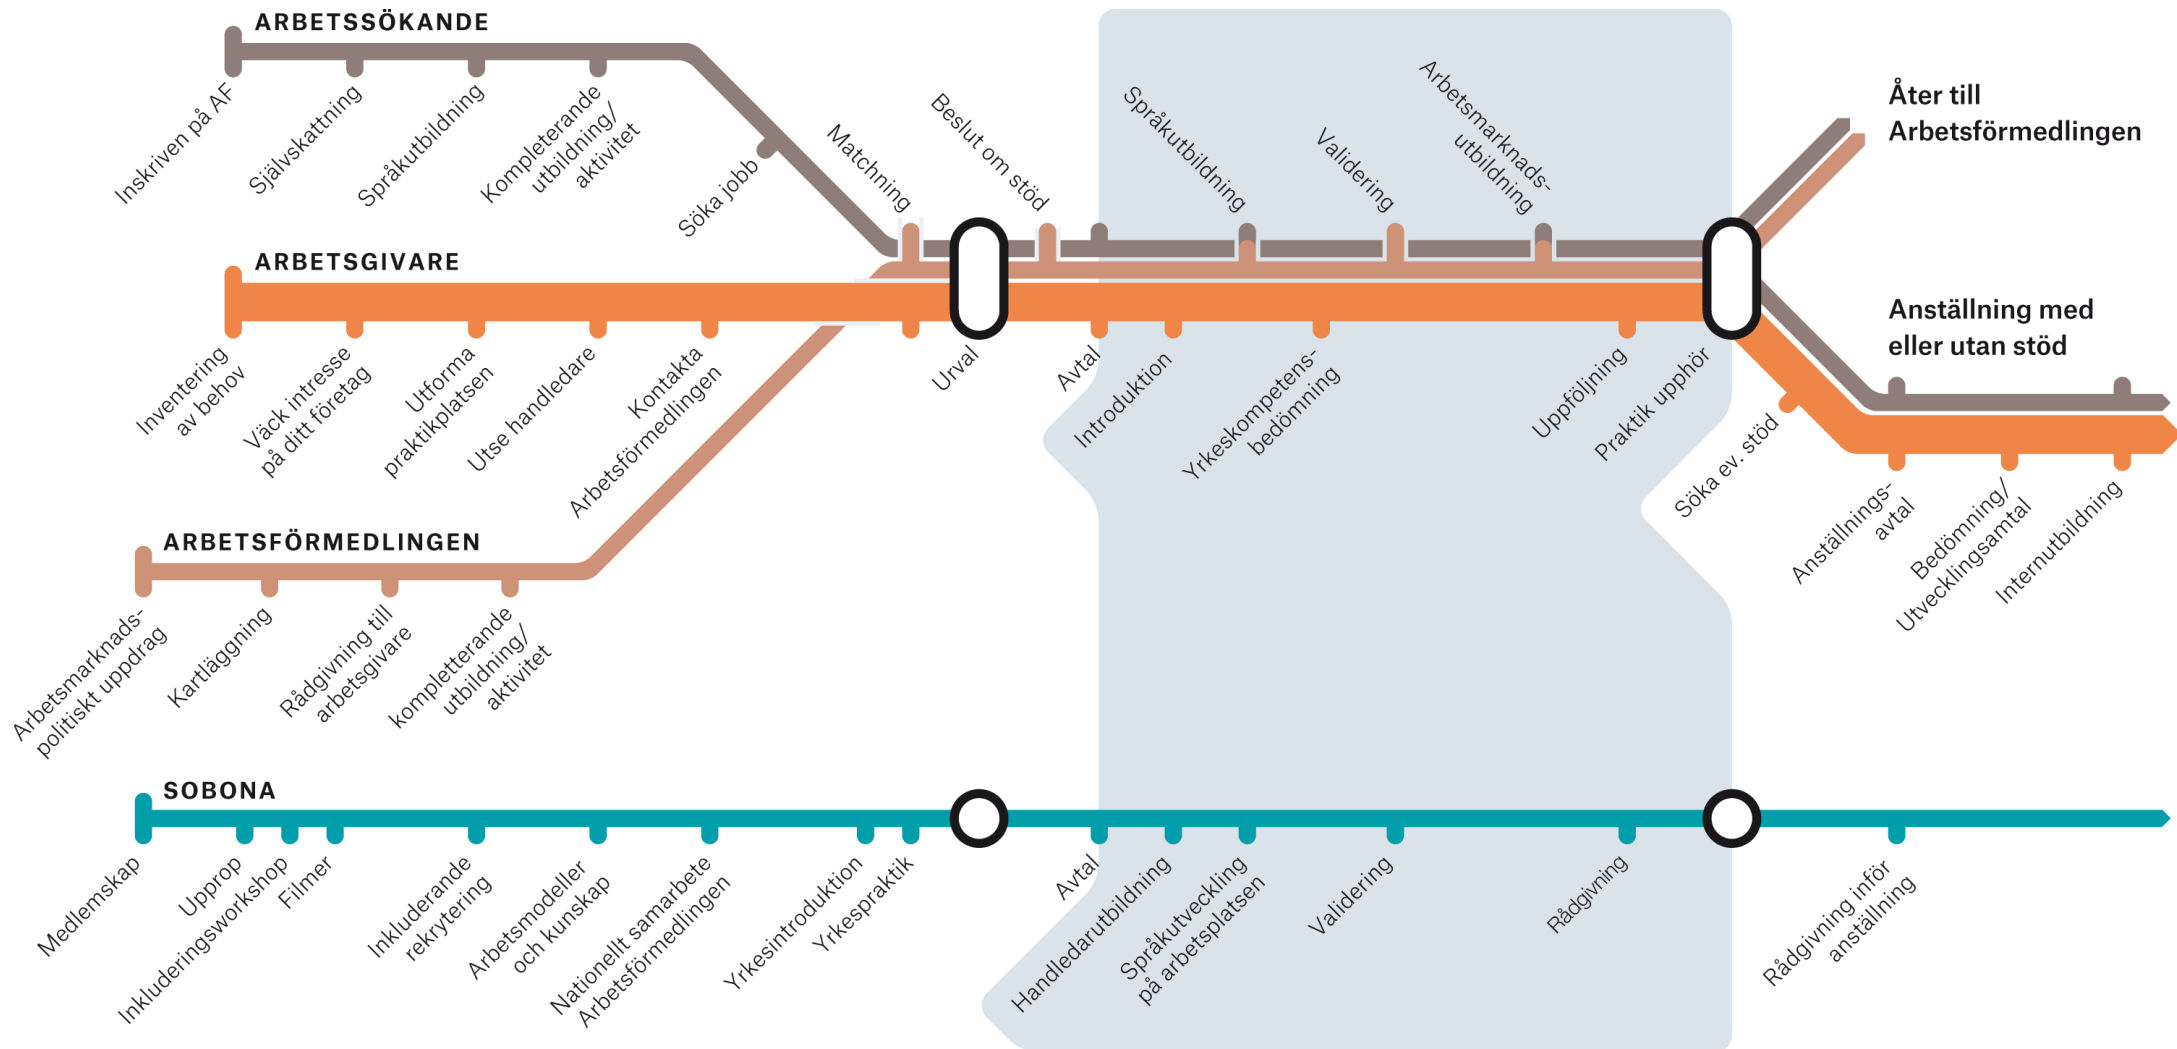 ARBETSSÖKANDE
Inskriven på AF
Självskattning
Språkutbildning
Kompleterande
utbildning/
aktivitet
Söka jobb
Matchning
Beslut om stöd
Språkutbildning
Validering
Arbetsmarknads-
utbildning
Åter till
Arbetsförmedlingen
ARBETSGIVARE
Inventering
av behov
Väck intresse
på ditt företag
Utforma
praktikplatsen
Utse handledare
Kontakta
Arbetsförmedlingen
Urval
Avtal
Introduktion
Yrkeskompetens-
bedömning
Uppföljning
Praktik upphör
Anställning med
eller utan stöd
Söka ev. stöd
Anställnings-
avtal
Bedömning/
Utvecklingsamtal
Internutbildning
ARBETSFÖRMEDLINGEN
Arbetsmarknads-
politiskt uppdrag
Kartläggning
Rådgivning till
arbetsgivare
kompletterande
utbildning/
aktivitet
SOBONA
Medlemskap
Upprop
Inkluderingsworkshop
Filmer
Inkluderande
rekrytering
Arbetsmodeller
och kunskap
Nationellt samarbete
Arbetsförmedlingen
Yrkesintroduktion
Yrkespraktik
Avtal
Handledarutbildning
Språkutveckling
på arbetsplatsen
Validering
Rådgivning
Rådgivning inför
anställning